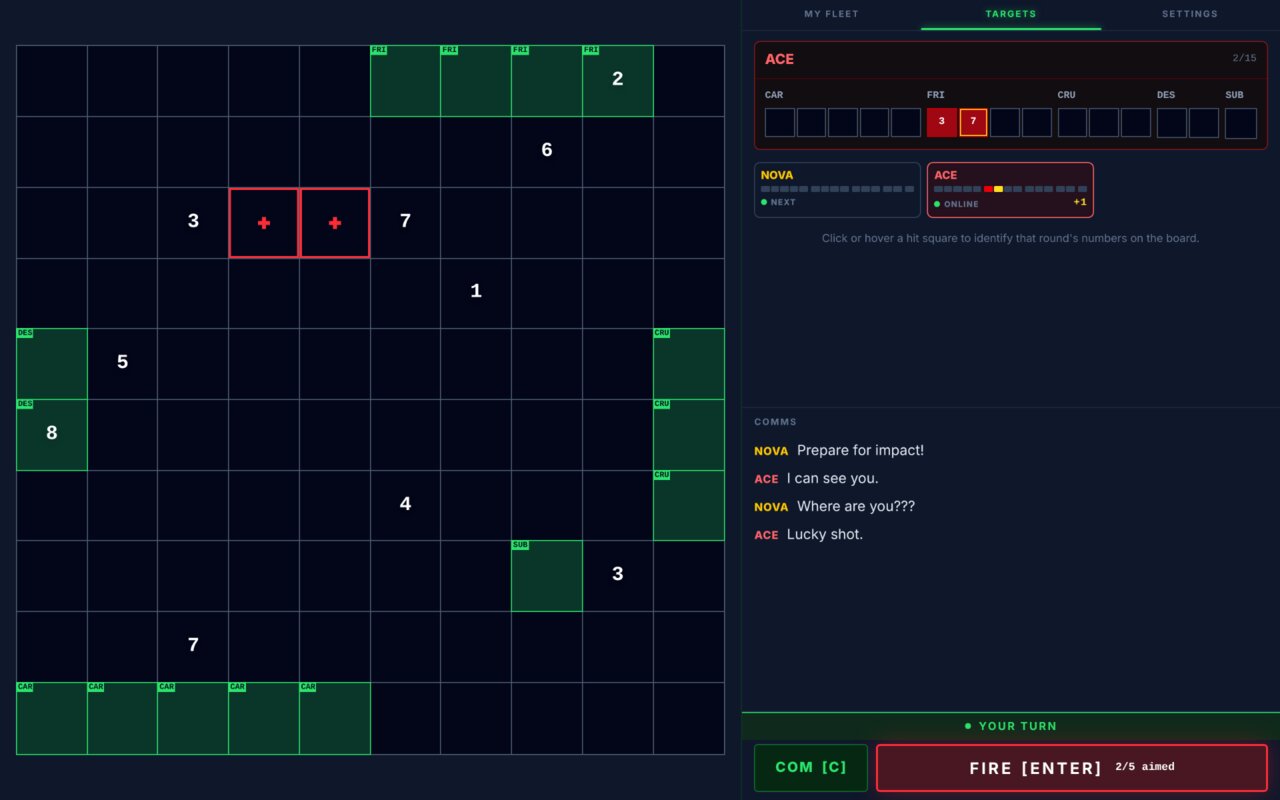 MY FLEET TARGETS SETTINGS
FRI FRI FRI FRI 2
6
3 + + 7
1
DES 5 CRU
DES 8 CRU
4 CRU
SUB 3
7
CAR CAR CAR CAR CAR
ACE 2/15
CAR FRI CRU DES SUB
3 7
NOVA
NEXT
ACE
ONLINE +1
Click or hover a hit square to identify that round's numbers on the board.
COMMS
NOVA Prepare for impact!
ACE I can see you.
NOVA Where are you???
ACE Lucky shot.
YOUR TURN
COM [C] FIRE [ENTER] 2/5 aimed